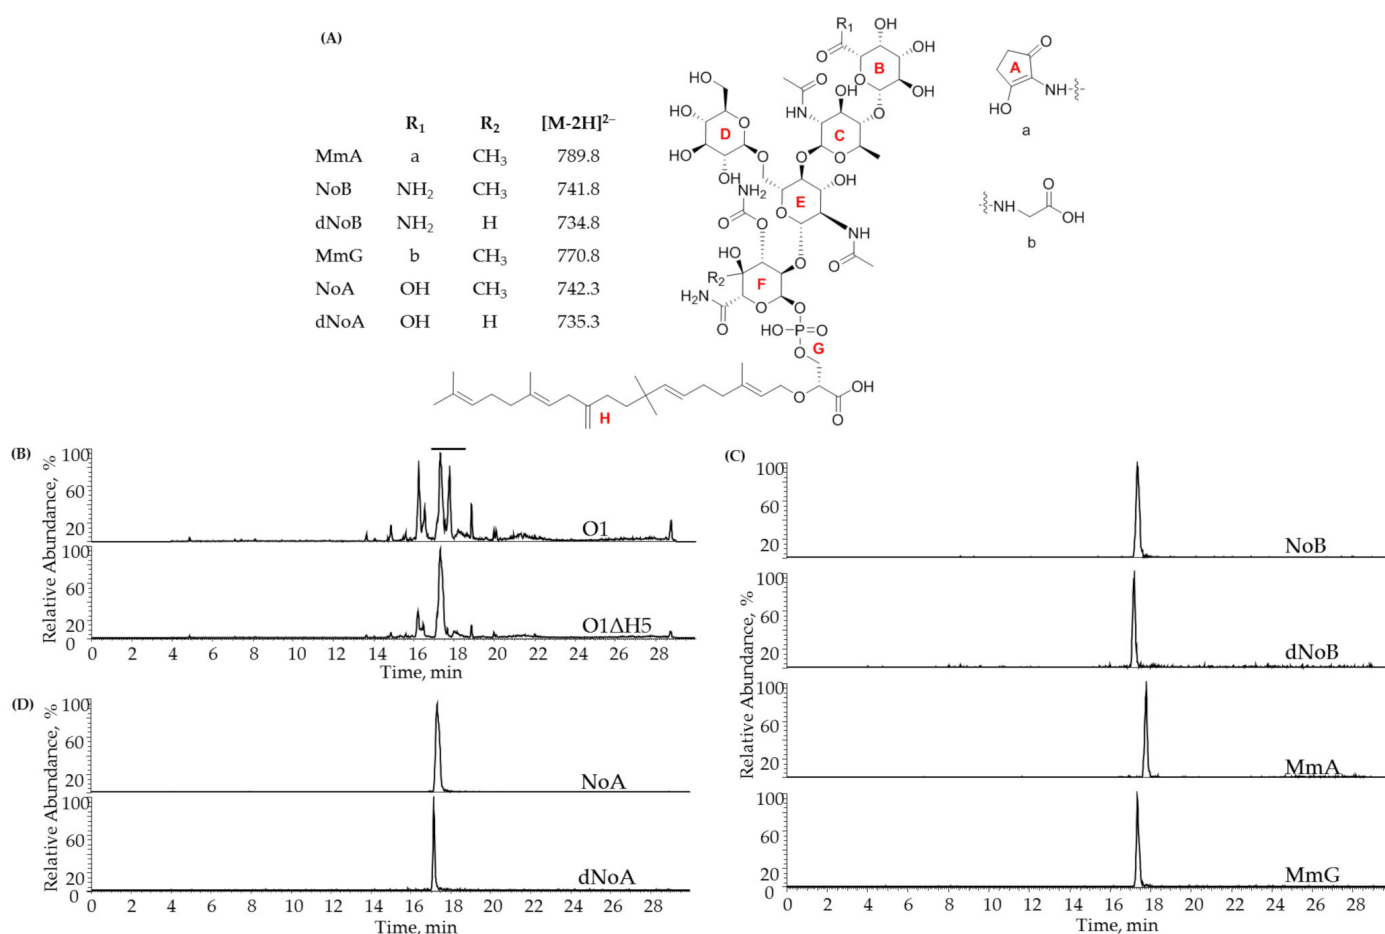 (A)
R₁ R₂ [M-2H]²⁻
MmA a CH₃ 789.8
NoB NH₂ CH₃ 741.8
dNoB NH₂ H 734.8
MmG b CH₃ 770.8
NoA OH CH₃ 742.3
dNoA OH H 735.3
R₁
O
OH
OH
B
O
OH
O
HO
HO
HO
HO
D
O
O
OH
O
HN
OH
C
O
O
O
OH
E
O
NH
O
NH₂
O
O
HO
R₂
F
H₂N
O
O
O
O
HO-P=O
O
G
OH
O
O
H
O
A
NH
HO
a
NH
O
OH
b
(B)
Relative Abundance, %
100
60
20
O1
100
60
20
0
O1ΔH5
0 2 4 6 8 10 12 14 16 18 20 22 24 26 28
Time, min
(C)
Relative Abundance, %
100
60
20
NoB
100
60
20
dNoB
100
60
20
MmA
100
60
20
0
MmG
0 2 4 6 8 10 12 14 16 18 20 22 24 26 28
Time, min
(D)
Relative Abundance, %
100
60
20
NoA
100
60
20
0
dNoA
0 2 4 6 8 10 12 14 16 18 20 22 24 26 28
Time, min